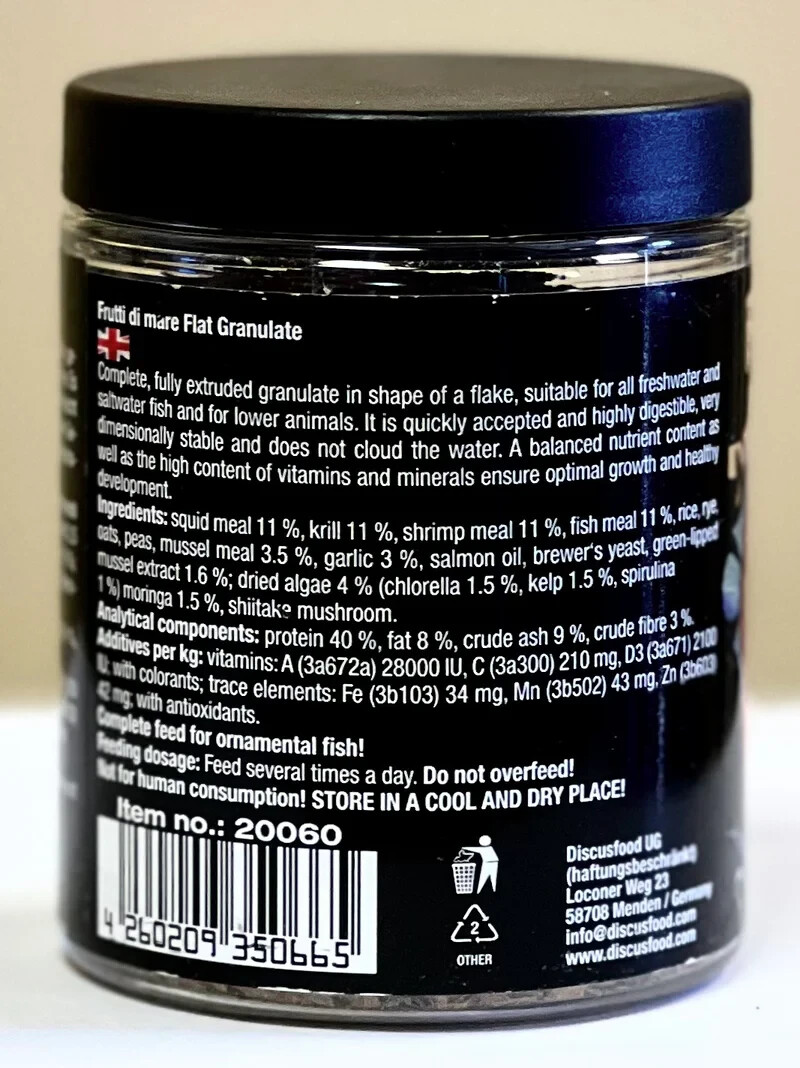 Frutti di mare Flat Granulate
Complete, fully extruded granulate in shape of a flake, suitable for all freshwater and
saltwater fish and for lower animals. It is quickly accepted and highly digestible, very
dimensionally stable and does not cloud the water. A balanced nutrient content as
well as the high content of vitamins and minerals ensure optimal growth and healthy
development.
Ingredients: squid meal 11 %, krill 11 %, shrimp meal 11 %, fish meal 11 %, rice, rye,
oats, peas, mussel meal 3.5 %, garlic 3 %, salmon oil, brewer's yeast, green-lipped
mussel extract 1.6 %; dried algae 4 % (chlorella 1.5 %, kelp 1.5 %, spirulina
1 %) moringa 1.5 %, shiitake mushroom.
Analytical components: protein 40 %, fat 8 %, crude ash 9 %, crude fibre 3 %.
Additives per kg: vitamins: A (3a672a) 28000 IU, C (3a300) 210 mg, D3 (3a671) 2100
IU; with colorants; trace elements: Fe (3b103) 34 mg, Mn (3b502) 43 mg, Zn (3b603)
42 mg; with antioxidants.
Complete feed for ornamental fish!
Feeding dosage: Feed several times a day. Do not overfeed!
Not for human consumption! STORE IN A COOL AND DRY PLACE!
Item no.: 20060
4 260209 350665
2
OTHER
Discusfood UG
(haftungsbeschränkt)
Loconer Weg 23
58708 Menden / Germany
info@discusfood.com
www.discusfood.com